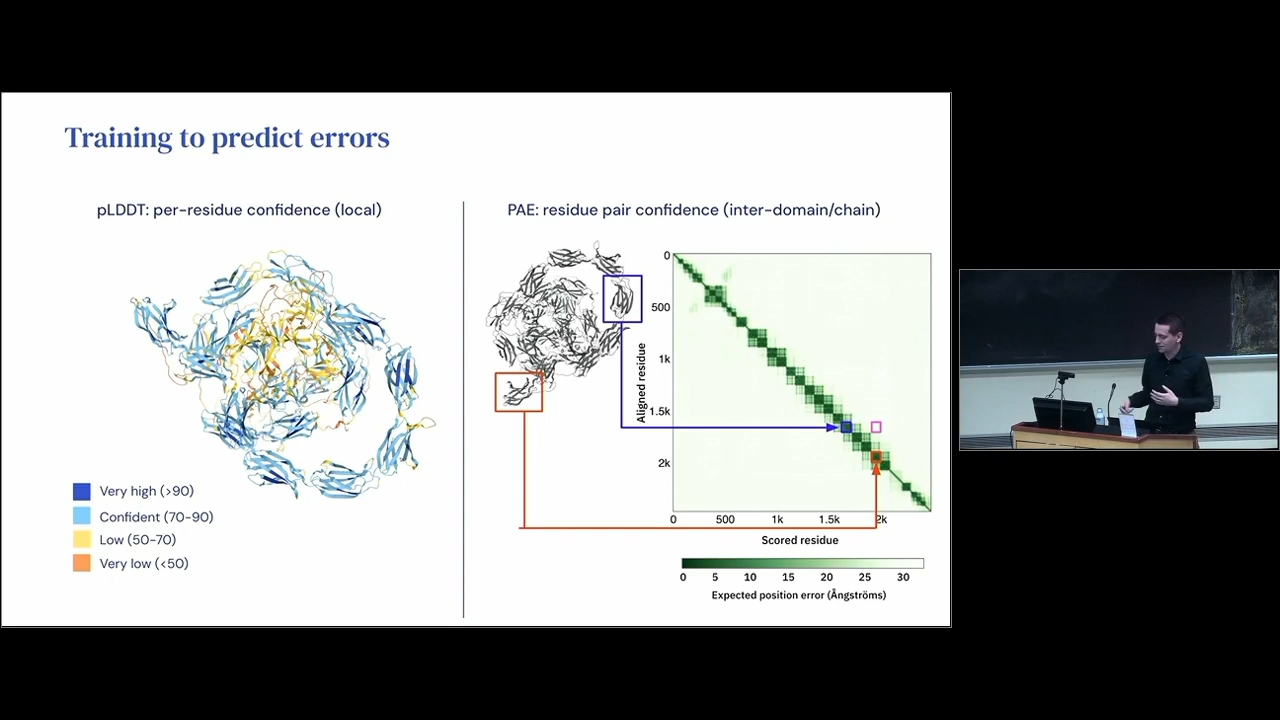 Training to predict errors
pLDDT: per-residue confidence (local)
Very high (>90)
Confident (70-90)
Low (50-70)
Very low (<50)
PAE: residue pair confidence (inter-domain/chain)
0
500
1k
1.5k
2k
Aligned residue
0
500
1k
1.5k
2k
Scored residue
0
5
10
15
20
25
30
Expected position error (Ångströms)